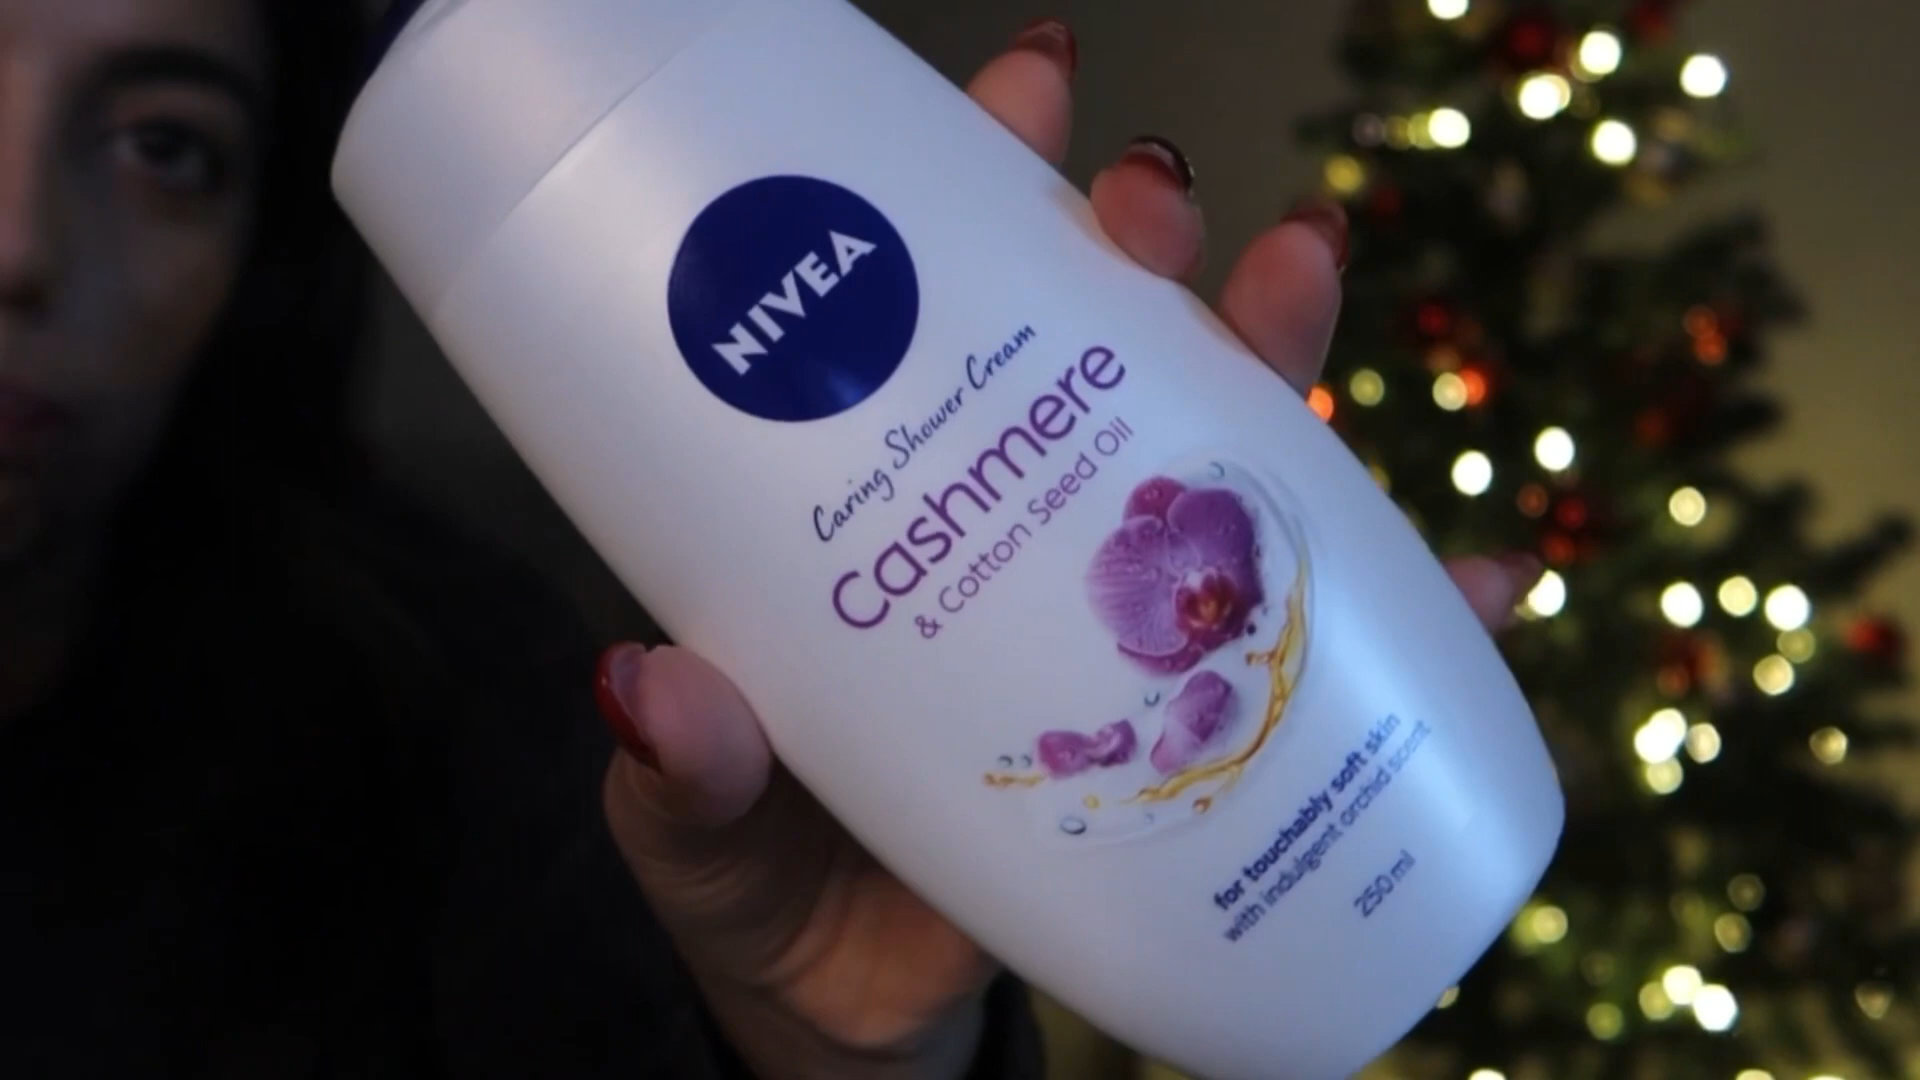 NIVEA
Caring Shower Cream
Cashmere
& Cotton Seed Oil
for touchably soft skin
with indulgent orchid scent
250 ml